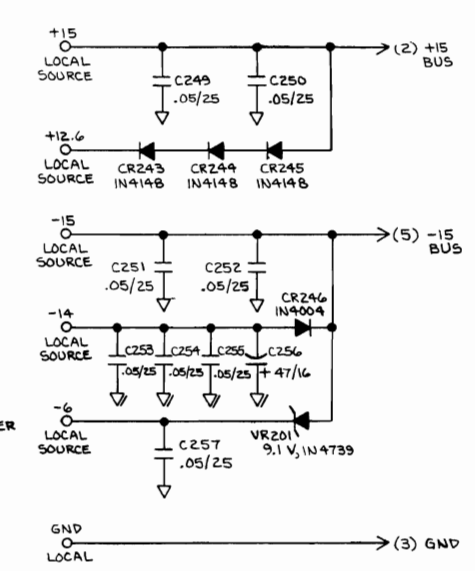 +15
LOCAL
SOURCE
(2) +15
BUS
C249
.05/25
C250
.05/25
+12.6
LOCAL
SOURCE
CR243
IN4148
CR244
IN4148
CR245
IN4148
-15
LOCAL
SOURCE
(5) -15
BUS
C251
.05/25
C252
.05/25
CR246
IN4004
-14
LOCAL
SOURCE
C253
.05/25
C254
.05/25
C255
.05/25
C256
+ 47/16
ER
-6
LOCAL
SOURCE
C257
.05/25
VR201
9.1 V, IN4739
GND
LOCAL
(3) GND